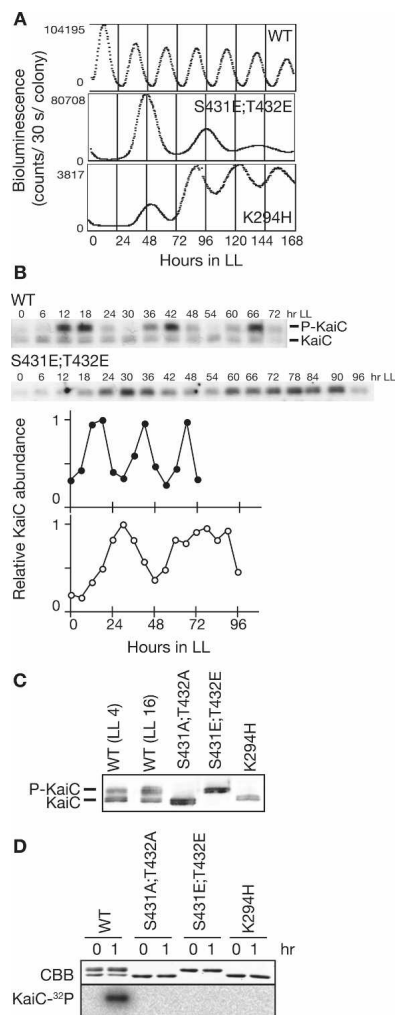 A
104195
WT
0
80708
S431E;T432E
0
3817
K294H
0
Bioluminescence
(counts/ 30 s/ colony)
0 24 48 72 96 120 144 168
Hours in LL
B
WT
0 6 12 18 24 30 36 42 48 54 60 66 72 hr LL
P-KaiC
KaiC
S431E;T432E
0 6 12 18 24 30 36 42 48 54 60 66 72 78 84 90 96 hr LL
1
0
1
0
Relative KaiC abundance
0 24 48 72 96
Hours in LL
C
WT (LL 4)
WT (LL 16)
S431A;T432A
S431E;T432E
K294H
P-KaiC
KaiC
D
WT
S431A;T432A
S431E;T432E
K294H
0 1 0 1 0 1 0 1 hr
CBB
KaiC-³²P